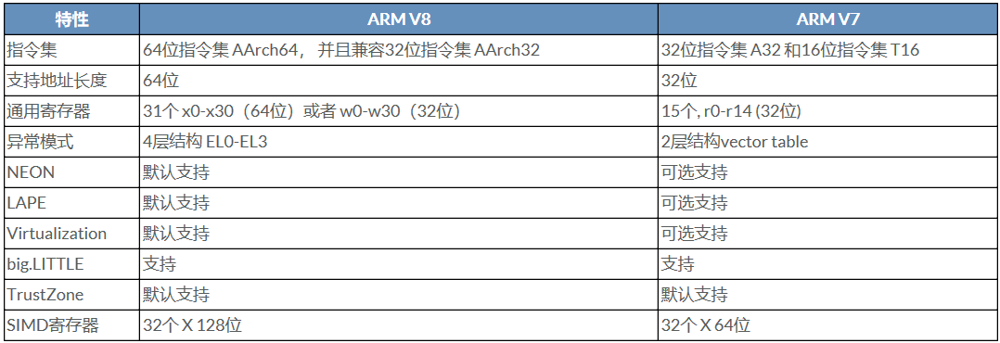 特性 ARM V8 ARM V7
指令集 64位指令集 AArch64， 并且兼容32位指令集 AArch32 32位指令集 A32 和16位指令集 T16
支持地址长度 64位 32位
通用寄存器 31个 x0-x30（64位）或者 w0-w30（32位） 15个, r0-r14 (32位)
异常模式 4层结构 EL0-EL3 2层结构vector table
NEON 默认支持 可选支持
LAPE 默认支持 可选支持
Virtualization 默认支持 可选支持
big.LITTLE 支持 支持
TrustZone 默认支持 默认支持
SIMD寄存器 32个 X 128位 32个 X 64位